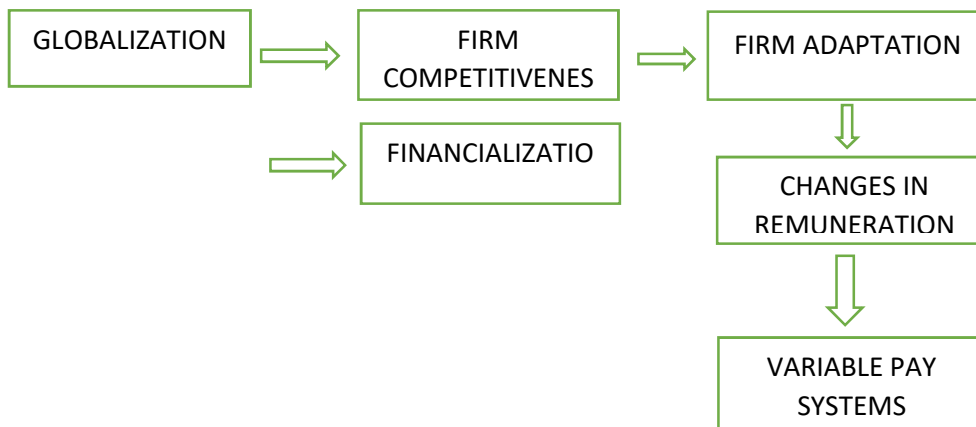 GLOBALIZATION
FIRM
COMPETITIVENES
FIRM ADAPTATION
FINANCIALIZATIO
CHANGES IN
REMUNERATION
VARIABLE PAY
SYSTEMS